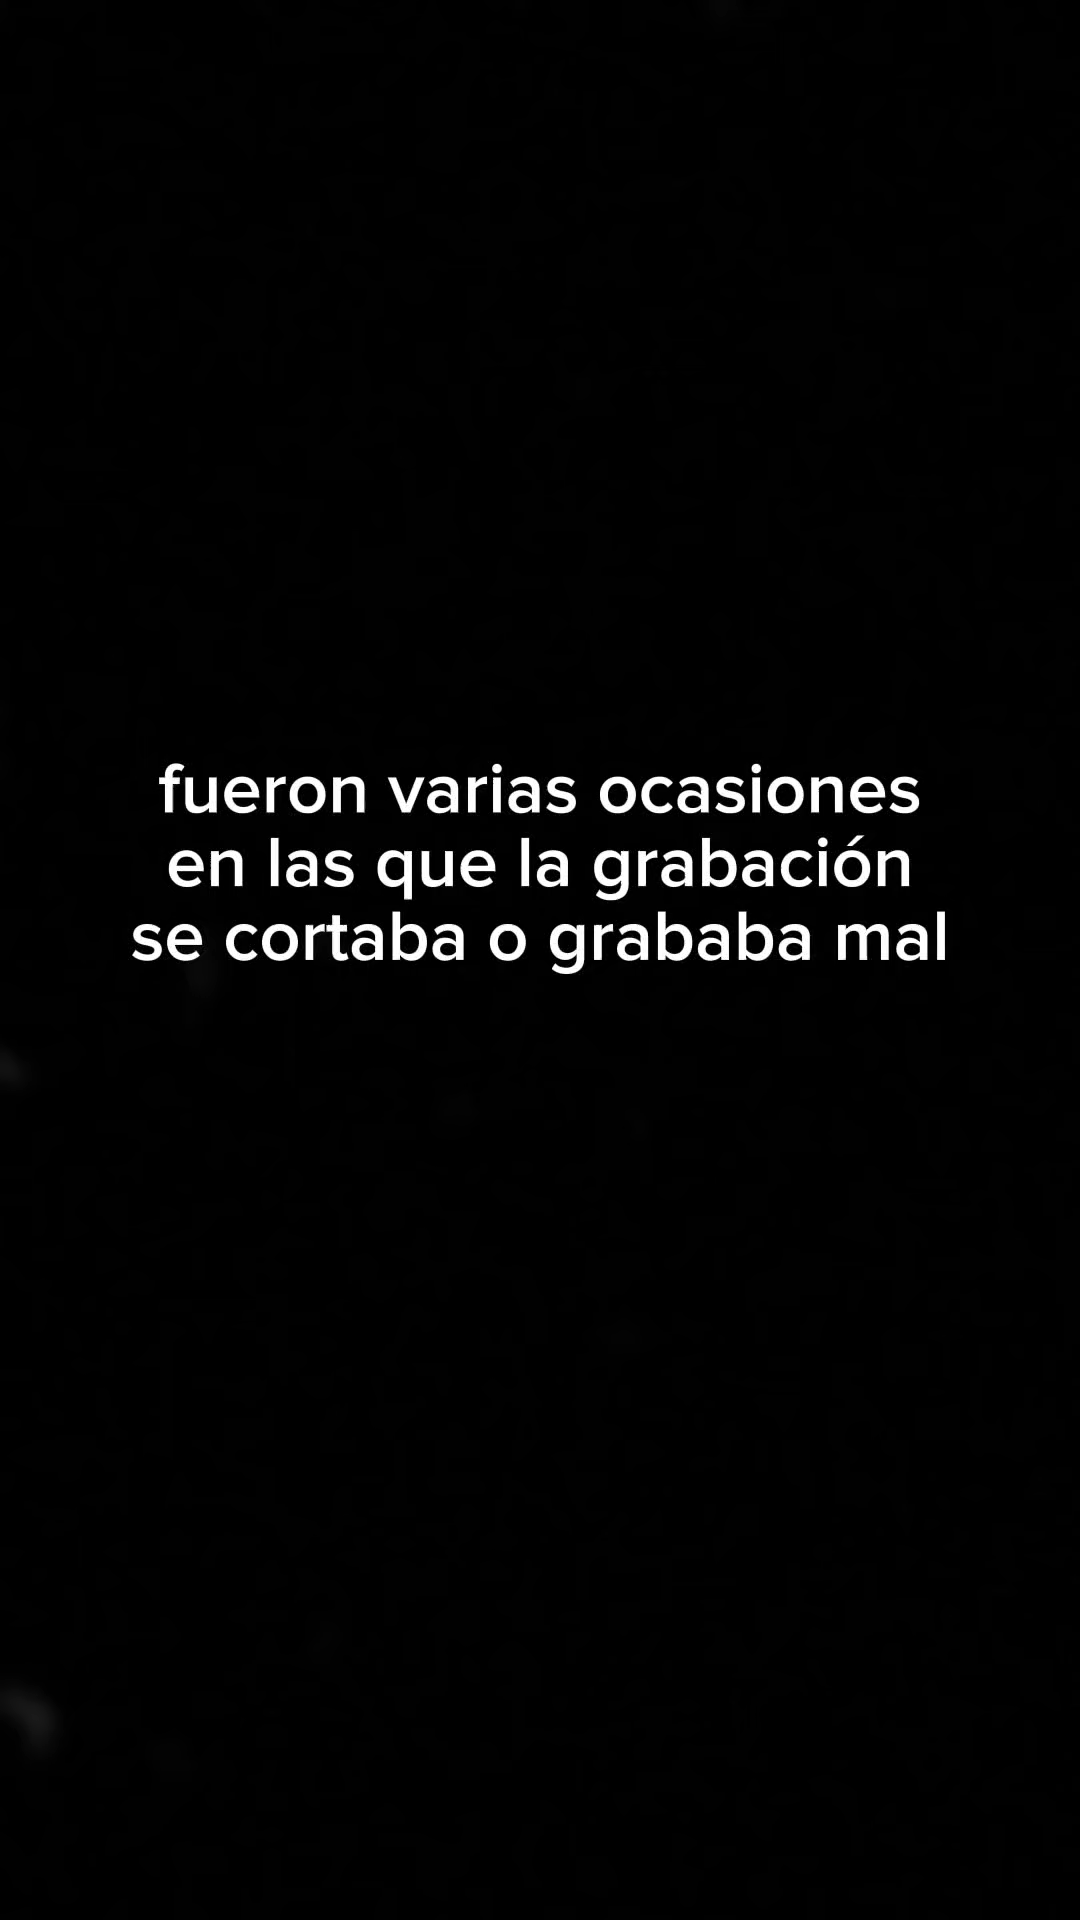 fueron varias ocasiones
en las que la grabación
se cortaba o grababa mal